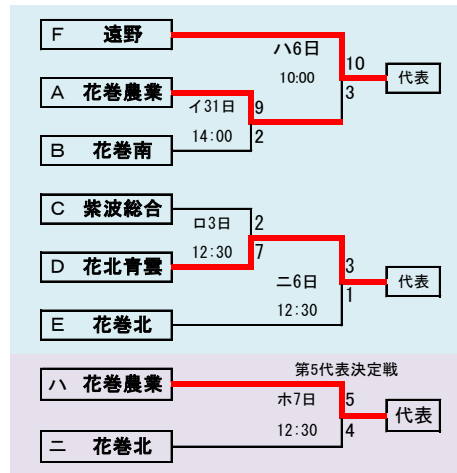 F 遠野
ハ6日
10
10:00
代表
3
A 花巻農業
イ31日
9
14:00
2
B 花巻南
C 紫波総合
ロ3日
2
12:30
7
D 花北青雲
ニ6日
3
代表
12:30
1
E 花巻北
第5代表決定戦
ハ 花巻農業
ホ7日
5
代表
12:30
4
ニ 花巻北